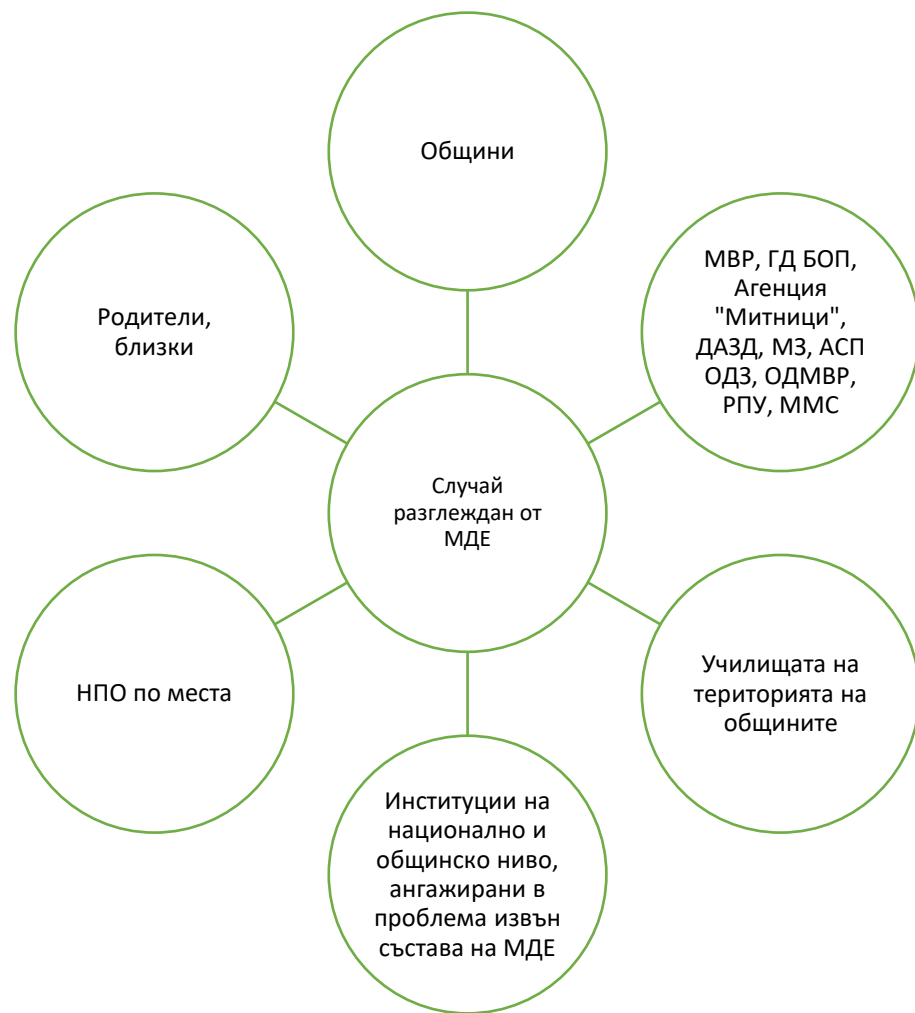 Общини
МВР, ГД БОП,
Агенция
"Митници",
ДАЗД, МЗ, АСП
ОДЗ, ОДМВР,
РПУ, ММС
Родители,
близки
Случай
разглеждан от
МДЕ
НПО по места
Училищата на
територията на
общините
Институции на
национално и
общинско ниво,
ангажирани в
проблема извън
състава на МДЕ